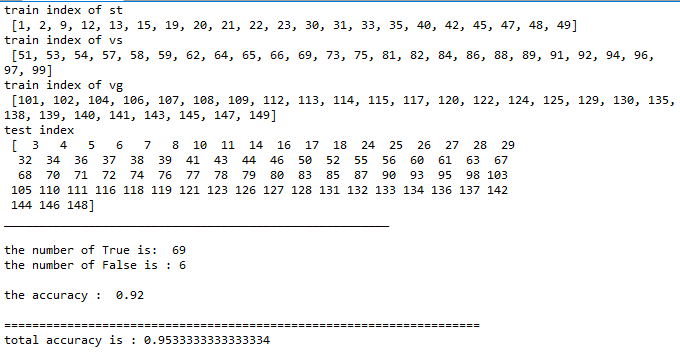 train index of st
[1, 2, 9, 12, 13, 15, 19, 20, 21, 22, 23, 30, 31, 33, 35, 40, 42, 45, 47, 48, 49]
train index of vs
[51, 53, 54, 57, 58, 59, 62, 64, 65, 66, 69, 73, 75, 81, 82, 84, 86, 88, 89, 91, 92, 94, 96,
97, 99]
train index of vg
[101, 102, 104, 106, 107, 108, 109, 112, 113, 114, 115, 117, 120, 122, 124, 125, 129, 130, 135,
138, 139, 140, 141, 143, 145, 147, 149]
test index
[ 3 4 5 6 7 8 10 11 14 16 17 18 24 25 26 27 28 29
32 34 36 37 38 39 41 43 44 46 50 52 55 56 60 61 63 67
68 70 71 72 74 76 77 78 79 80 83 85 87 90 93 95 98 103
105 110 111 116 118 119 121 123 126 127 128 131 132 133 134 136 137 142
144 146 148]
the number of True is: 69
the number of False is : 6
the accuracy : 0.92
====================================================================
total accuracy is : 0.9533333333333334